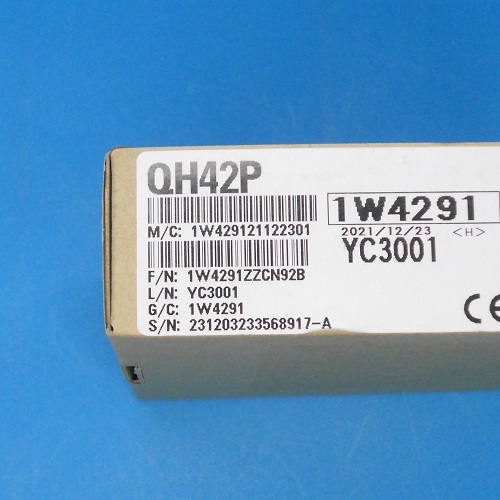 QH42P
M/C: 1W429121122301
1W4291
2021/12/23 <H>
YC3001
F/N: 1W4291ZZCN92B
L/N: YC3001
G/C: 1W4291
S/N: 231203233568917-A
CE